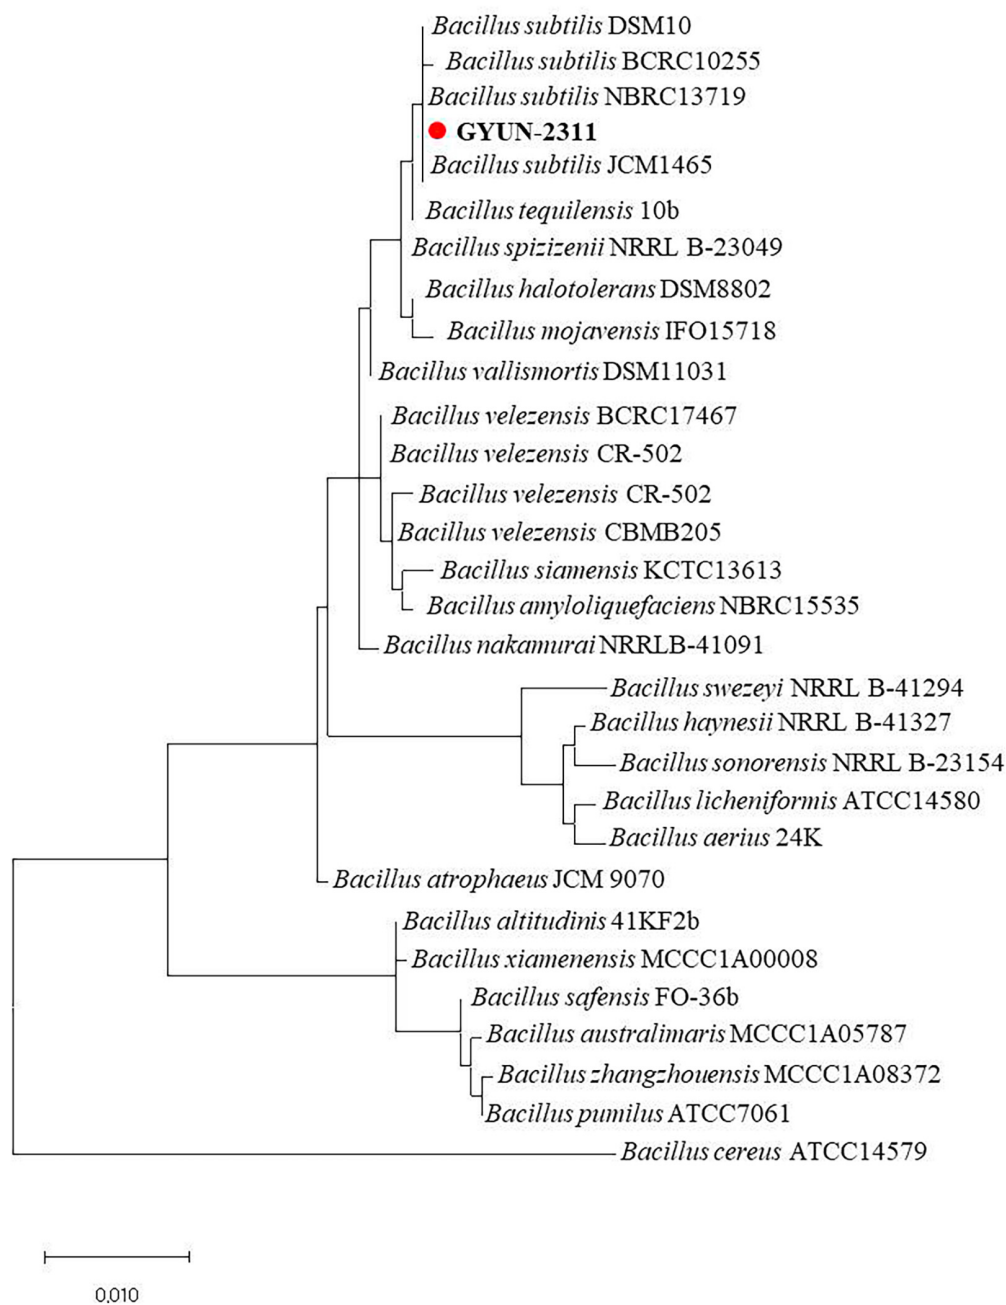 Bacillus subtilis DSM10
Bacillus subtilis BCRC10255
Bacillus subtilis NBRC13719
GYUN-2311
Bacillus subtilis JCM1465
Bacillus tequilensis 10b
Bacillus spizizenii NRRL B-23049
Bacillus halotolerans DSM8802
Bacillus mojavensis IFO15718
Bacillus vallismortis DSM11031
Bacillus velezensis BCRC17467
Bacillus velezensis CR-502
Bacillus velezensis CR-502
Bacillus velezensis CBMB205
Bacillus siamensis KCTC13613
Bacillus amyloliquefaciens NBRC15535
Bacillus nakamurai NRRLB-41091
Bacillus swezeyi NRRL B-41294
Bacillus haynesii NRRL B-41327
Bacillus sonorensis NRRL B-23154
Bacillus licheniformis ATCC14580
Bacillus aerius 24K
Bacillus atrophaeus JCM 9070
Bacillus altitudinis 41KF2b
Bacillus xiamenensis MCCC1A00008
Bacillus safensis FO-36b
Bacillus australimaris MCCC1A05787
Bacillus zhangzhouensis MCCC1A08372
Bacillus pumilus ATCC7061
Bacillus cereus ATCC14579
0.010